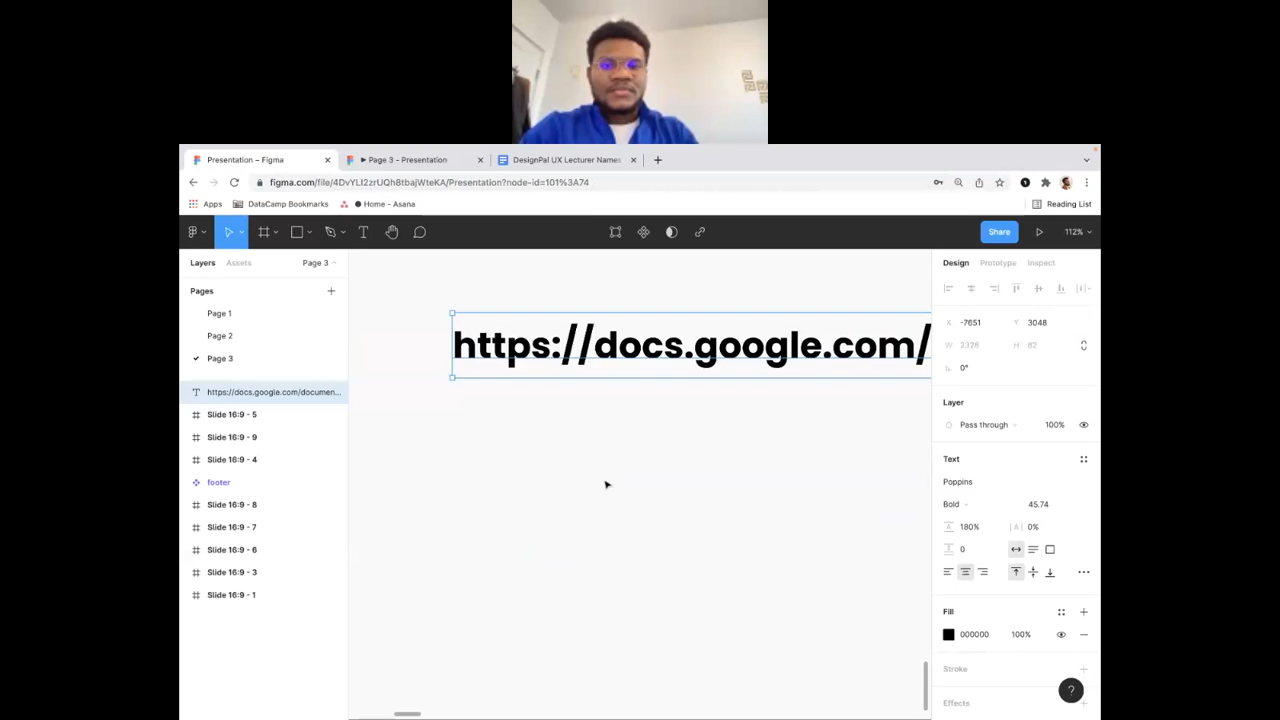 Presentation – Figma
Page 3 – Presentation
DesignPal UX Lecturer Names
figma.com/file/4DvYLI2zrUQh8tbajWteKA/Presentation?node-id=101%3A74
Apps
DataCamp Bookmarks
Home - Asana
Reading List
Share
112%
Layers
Assets
Page 3
Design
Prototype
Inspect
Pages
Page 1
Page 2
Page 3
https://docs.google.com/documen...
Slide 16:9 - 5
Slide 16:9 - 9
Slide 16:9 - 4
footer
Slide 16:9 - 8
Slide 16:9 - 7
Slide 16:9 - 6
Slide 16:9 - 3
Slide 16:9 - 1
https://docs.google.com/
X -7651 Y 3048
W 2328 H 82
0°
Layer
Pass through 100%
Text
Poppins
Bold 45.74
180% |A| 0%
0
Fill
000000 100%
Stroke
Effects
?